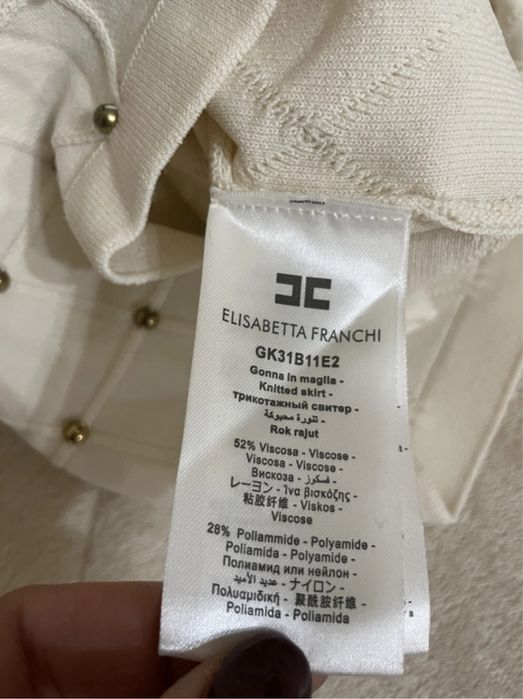 ELISABETTA FRANCHI
GK31B11E2
Gonna in maglia -
Knitted skirt -
трикотажный свитер -
تنورة محبوكة -
Rok rajut
52% Viscosa - Viscose -
Viscosa - Viscose -
Вискоза - فسكوز -
レーヨン - Ίνα βισκόζης -
粘胶纤维 - Viskos -
Viscose
28% Poliammide - Polyamide -
Poliamida - Polyamide -
Полиамид или нейлон -
عديد الأميد - ナイロン -
Πολυαμιδική - 聚酰胺纤维 -
Poliamida - Poliamida